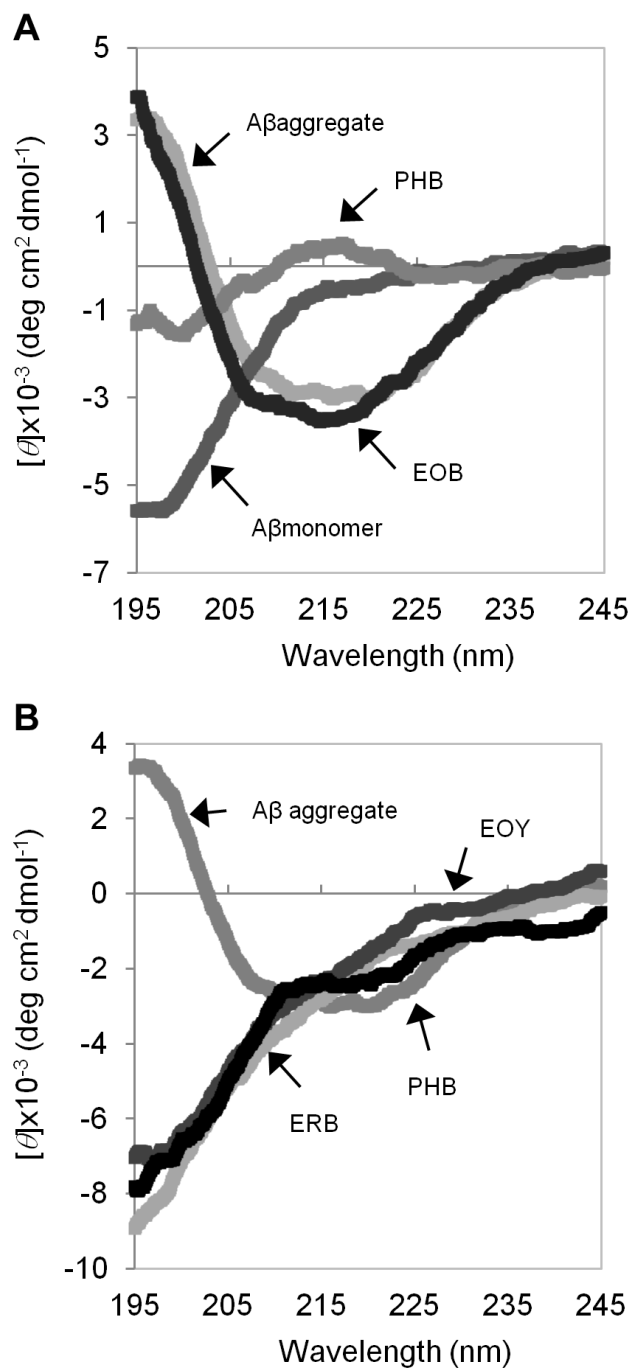 A
5
3
1
-1
-3
-5
-7
[θ]x10⁻³ (deg cm² dmol⁻¹)
Aβaggregate
PHB
EOB
Aβmonomer
195 205 215 225 235 245
Wavelength (nm)
B
4
2
0
-2
-4
-6
-8
-10
[θ]x10⁻³ (deg cm² dmol⁻¹)
Aβ aggregate
EOY
PHB
ERB
195 205 215 225 235 245
Wavelength (nm)